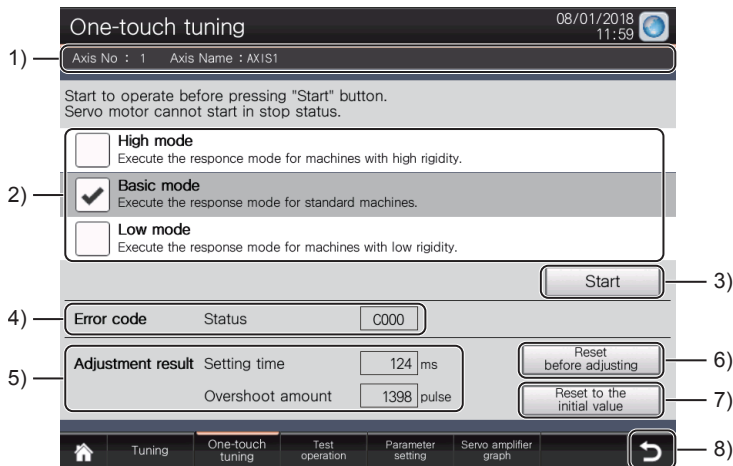 One-touch tuning 08/01/2018
11:59
1) Axis No : 1 Axis Name : AXIS1
Start to operate before pressing "Start" button.
Servo motor cannot start in stop status.
High mode
Execute the responce mode for machines with high rigidity.
2) Basic mode
Execute the response mode for standard machines.
Low mode
Execute the response mode for machines with low rigidity.
Start 3)
4) Error code Status C000
5) Adjustment result Setting time 124 ms
Overshoot amount 1398 pulse
Reset
before adjusting 6)
Reset to the
initial value 7)
Tuning One-touch
tuning Test
operation Parameter
setting Servo amplifier
graph 8)